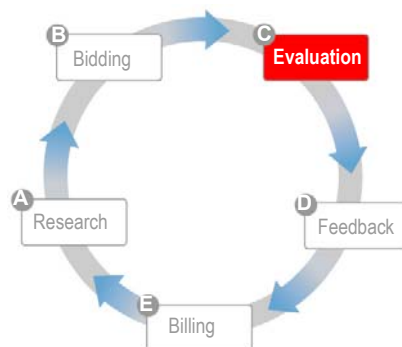 B
Bidding
C
Evaluation
A
Research
D
Feedback
E
Billing